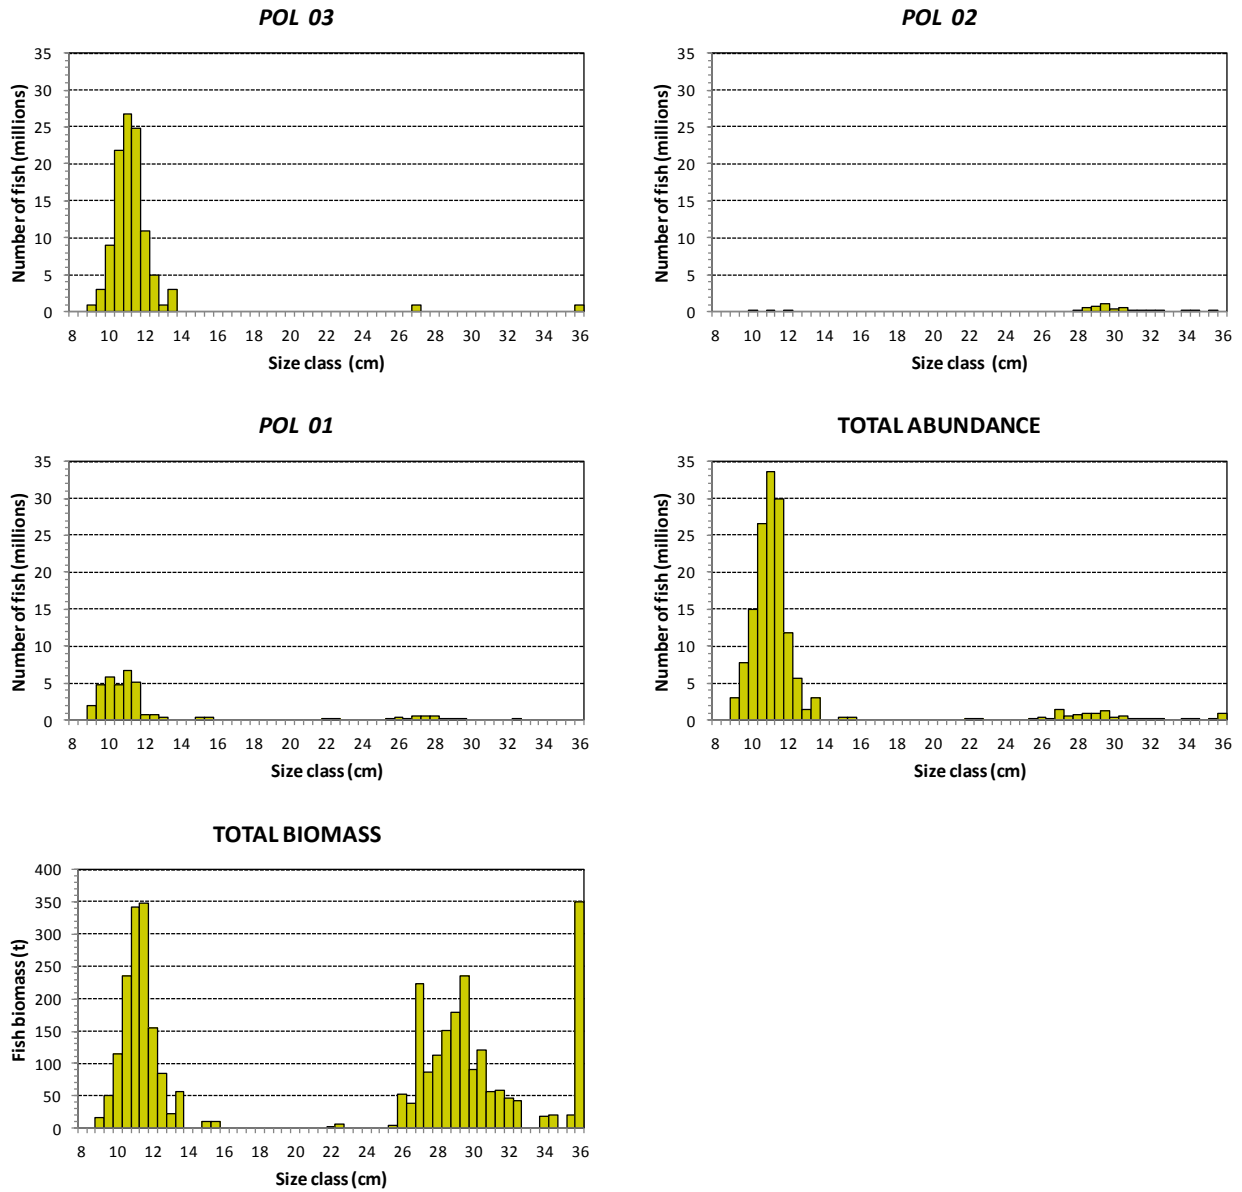 POL 03
35
30
25
20
15
10
5
0
Number of fish (millions)
8 10 12 14 16 18 20 22 24 26 28 30 32 34 36
Size class (cm)
POL 02
35
30
25
20
15
10
5
0
Number of fish (millions)
8 10 12 14 16 18 20 22 24 26 28 30 32 34 36
Size class (cm)
POL 01
35
30
25
20
15
10
5
0
Number of fish (millions)
8 10 12 14 16 18 20 22 24 26 28 30 32 34 36
Size class (cm)
TOTAL ABUNDANCE
35
30
25
20
15
10
5
0
Number of fish (millions)
8 10 12 14 16 18 20 22 24 26 28 30 32 34 36
Size class (cm)
TOTAL BIOMASS
400
350
300
250
200
150
100
50
0
Fish biomass (t)
8 10 12 14 16 18 20 22 24 26 28 30 32 34 36
Size class (cm)